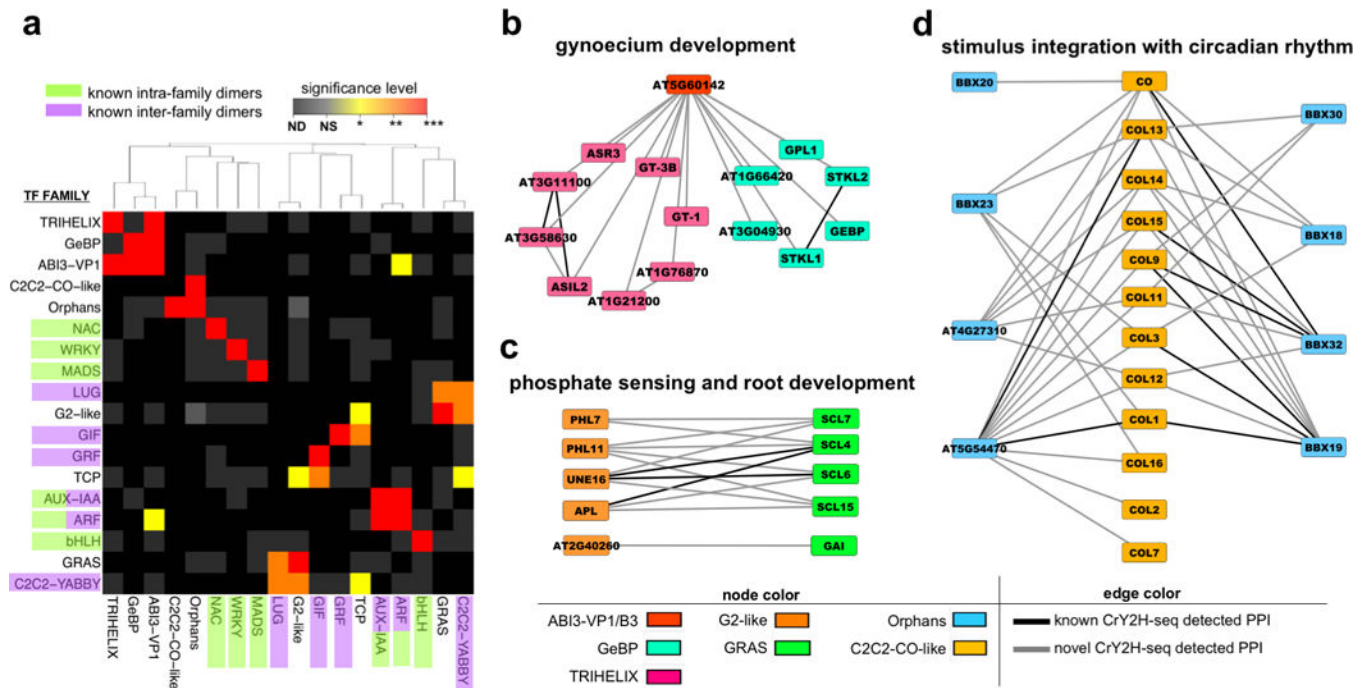 a
known intra-family dimers
known inter-family dimers
significance level
ND NS * ** ***
TF FAMILY
TRIHELIX
GeBP
ABI3-VP1
C2C2-CO-like
Orphans
NAC
WRKY
MADS
LUG
G2-like
GIF
GRF
TCP
AUX-IAA
ARF
bHLH
GRAS
C2C2-YABBY
TRIHELIX
GeBP
ABI3-VP1
C2C2-CO-like
Orphans
NAC
WRKY
MADS
LUG
G2-like
GIF
GRF
TCP
AUX-IAA
ARF
bHLH
GRAS
C2C2-YABBY
b
gynoecium development
AT5G60142
ASR3
GPL1
AT3G11100
GT-3B
AT1G66420
STKL2
GT-1
AT3G58630
AT3G04930
GEBP
STKL1
AT1G76870
ASIL2
AT1G21200
c
phosphate sensing and root development
PHL7
SCL7
PHL11
SCL4
UNE16
SCL6
APL
SCL15
AT2G40260
GAI
d
stimulus integration with circadian rhythm
BBX20
CO
BBX30
COL13
COL14
BBX23
COL15
BBX18
COL9
COL11
AT4G27310
COL3
BBX32
COL12
COL1
AT5G54470
BBX19
COL16
COL2
COL7
node color
edge color
ABI3-VP1/B3
G2-like
Orphans
known CrY2H-seq detected PPI
GeBP
GRAS
C2C2-CO-like
novel CrY2H-seq detected PPI
TRIHELIX